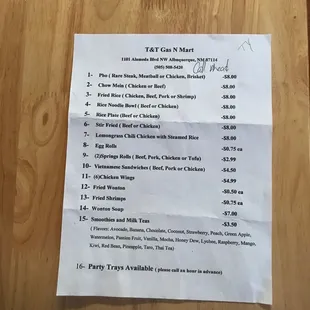 T&T Gas N Mart
1101 Alameda Blvd NW Albuquerque, NM 87114
(505) 508-5420
Call ahead
1- Pho ( Rare Steak, Meatball or Chicken, Brisket) -$8.00
2- Chow Mein ( Chicken or Beef) -$8.00
3- Fried Rice ( Chicken, Beef, Pork or Shrimp) -$8.00
4- Rice Noodle Bowl ( Beef or Chicken) -$8.00
5- Rice Plate (Beef or Chicken) -$8.00
6- Stir Fried ( Beef or Chicken) -$8.00
7- Lemongrass Chili Chicken with Steamed Rice -$8.00
8- Egg Rolls -$0.75 ea
9- (2)Springs Rolls ( Beef, Pork, Chicken or Tofu) -$2.99
10- Vietnamese Sandwiches ( Beef, Pork, or Chicken) -$4.50
11- (6)Chicken Wings -$4.99
12- Fried Wonton -$0.50 ea
13- Fried Shrimps -$0.75 ea
14- Wonton Soup -$7.00
15- Smoothies and Milk Teas -$3.50
( Flavors: Avocado, Banana, Chocolate, Coconut, Strawberry, Peach, Green Apple,
Watermelon, Passion Fruit, Vanilla, Mocha, Honey Dew, Lychee, Raspberry, Mango,
Kiwi, Red Bean, Pineapple, Taro, Thai Tea)
16- Party Trays Available ( please call us in advance)